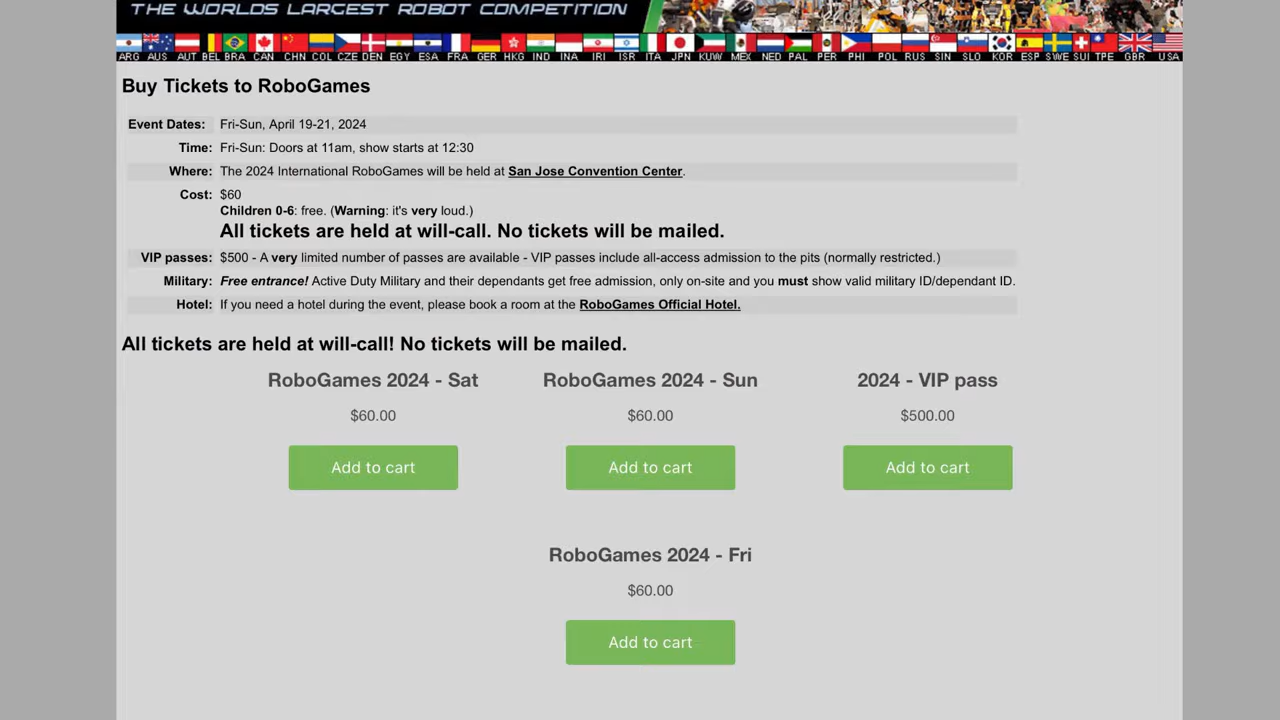 THE WORLDS LARGEST ROBOT COMPETITION
ARG AUS AUT BEL BRA CAN CHN COL CZE DEN EGY ESA FRA GER HKG IND INA IRI ISR ITA JPN KUW MEX NED PAL PER PHI POL RUS SIN SLO KOR ESP SWE SUI TPE GBR USA
Buy Tickets to RoboGames
Event Dates: Fri-Sun, April 19-21, 2024
Time: Fri-Sun: Doors at 11am, show starts at 12:30
Where: The 2024 International RoboGames will be held at San Jose Convention Center.
Cost: $60
Children 0-6: free. (Warning: it's very loud.)
All tickets are held at will-call. No tickets will be mailed.
VIP passes: $500 - A very limited number of passes are available - VIP passes include all-access admission to the pits (normally restricted.)
Military: Free entrance! Active Duty Military and their dependants get free admission, only on-site and you must show valid military ID/dependant ID.
Hotel: If you need a hotel during the event, please book a room at the RoboGames Official Hotel.
All tickets are held at will-call! No tickets will be mailed.
RoboGames 2024 - Sat RoboGames 2024 - Sun 2024 - VIP pass
$60.00 $60.00 $500.00
Add to cart Add to cart Add to cart
RoboGames 2024 - Fri
$60.00
Add to cart